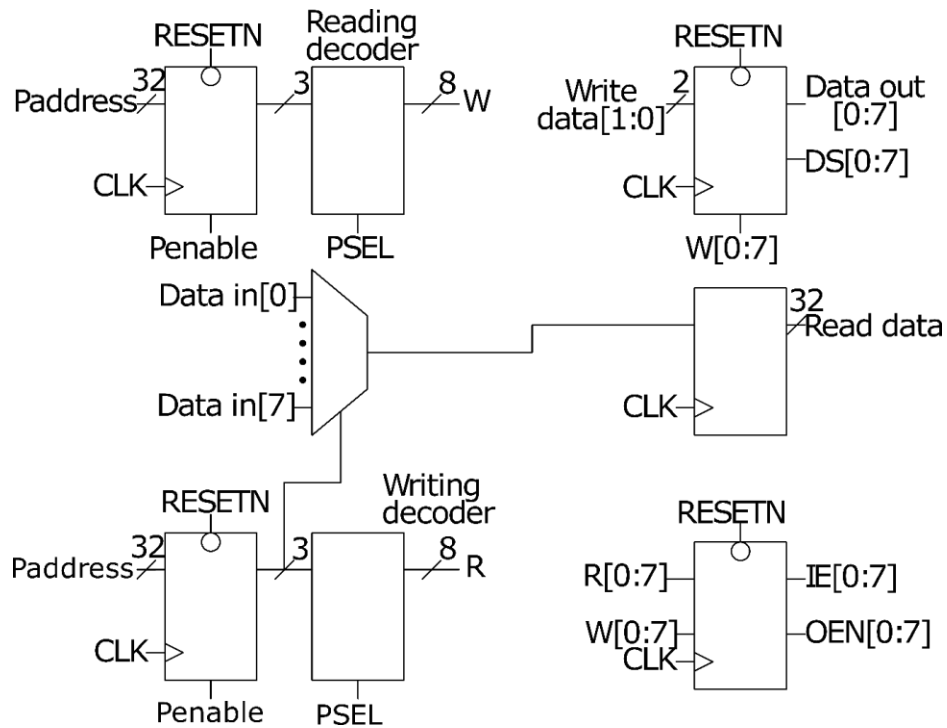 RESETN
Reading
decoder
32
Paddress
3
8
W
CLK
Penable
PSEL
RESETN
Write
data[1:0]
2
Data out
[0:7]
DS[0:7]
CLK
W[0:7]
Data in[0]
Data in[7]
32
Read data
CLK
RESETN
Writing
decoder
32
Paddress
3
8
R
CLK
Penable
PSEL
RESETN
R[0:7]
IE[0:7]
W[0:7]
OEN[0:7]
CLK